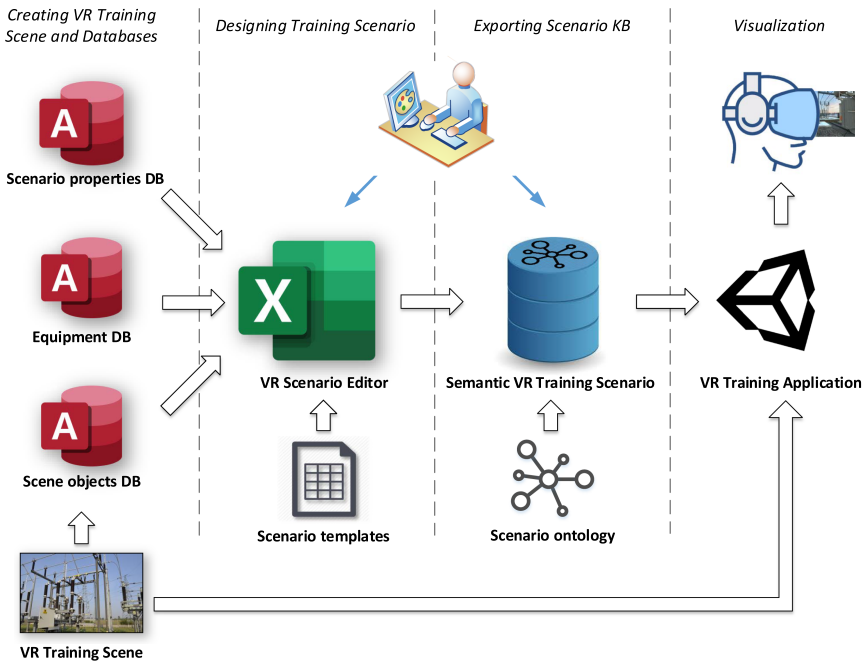 Creating VR Training
Scene and Databases
Designing Training Scenario
Exporting Scenario KB
Visualization
A
Scenario properties DB
A
Equipment DB
X
VR Scenario Editor
Semantic VR Training Scenario
VR Training Application
A
Scene objects DB
Scenario templates
Scenario ontology
VR Training Scene